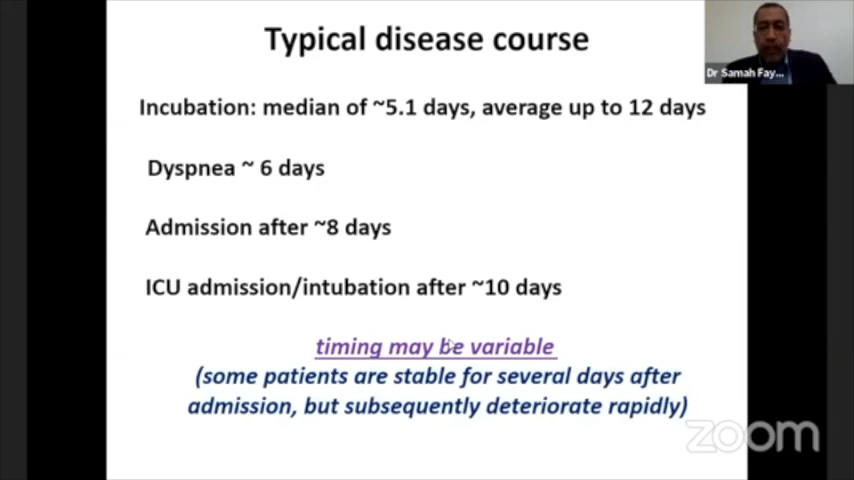 Typical disease course
Dr Samah Fay...
Incubation: median of ~5.1 days, average up to 12 days
Dyspnea ~ 6 days
Admission after ~8 days
ICU admission/intubation after ~10 days
timing may be variable
(some patients are stable for several days after
admission, but subsequently deteriorate rapidly)
zoom